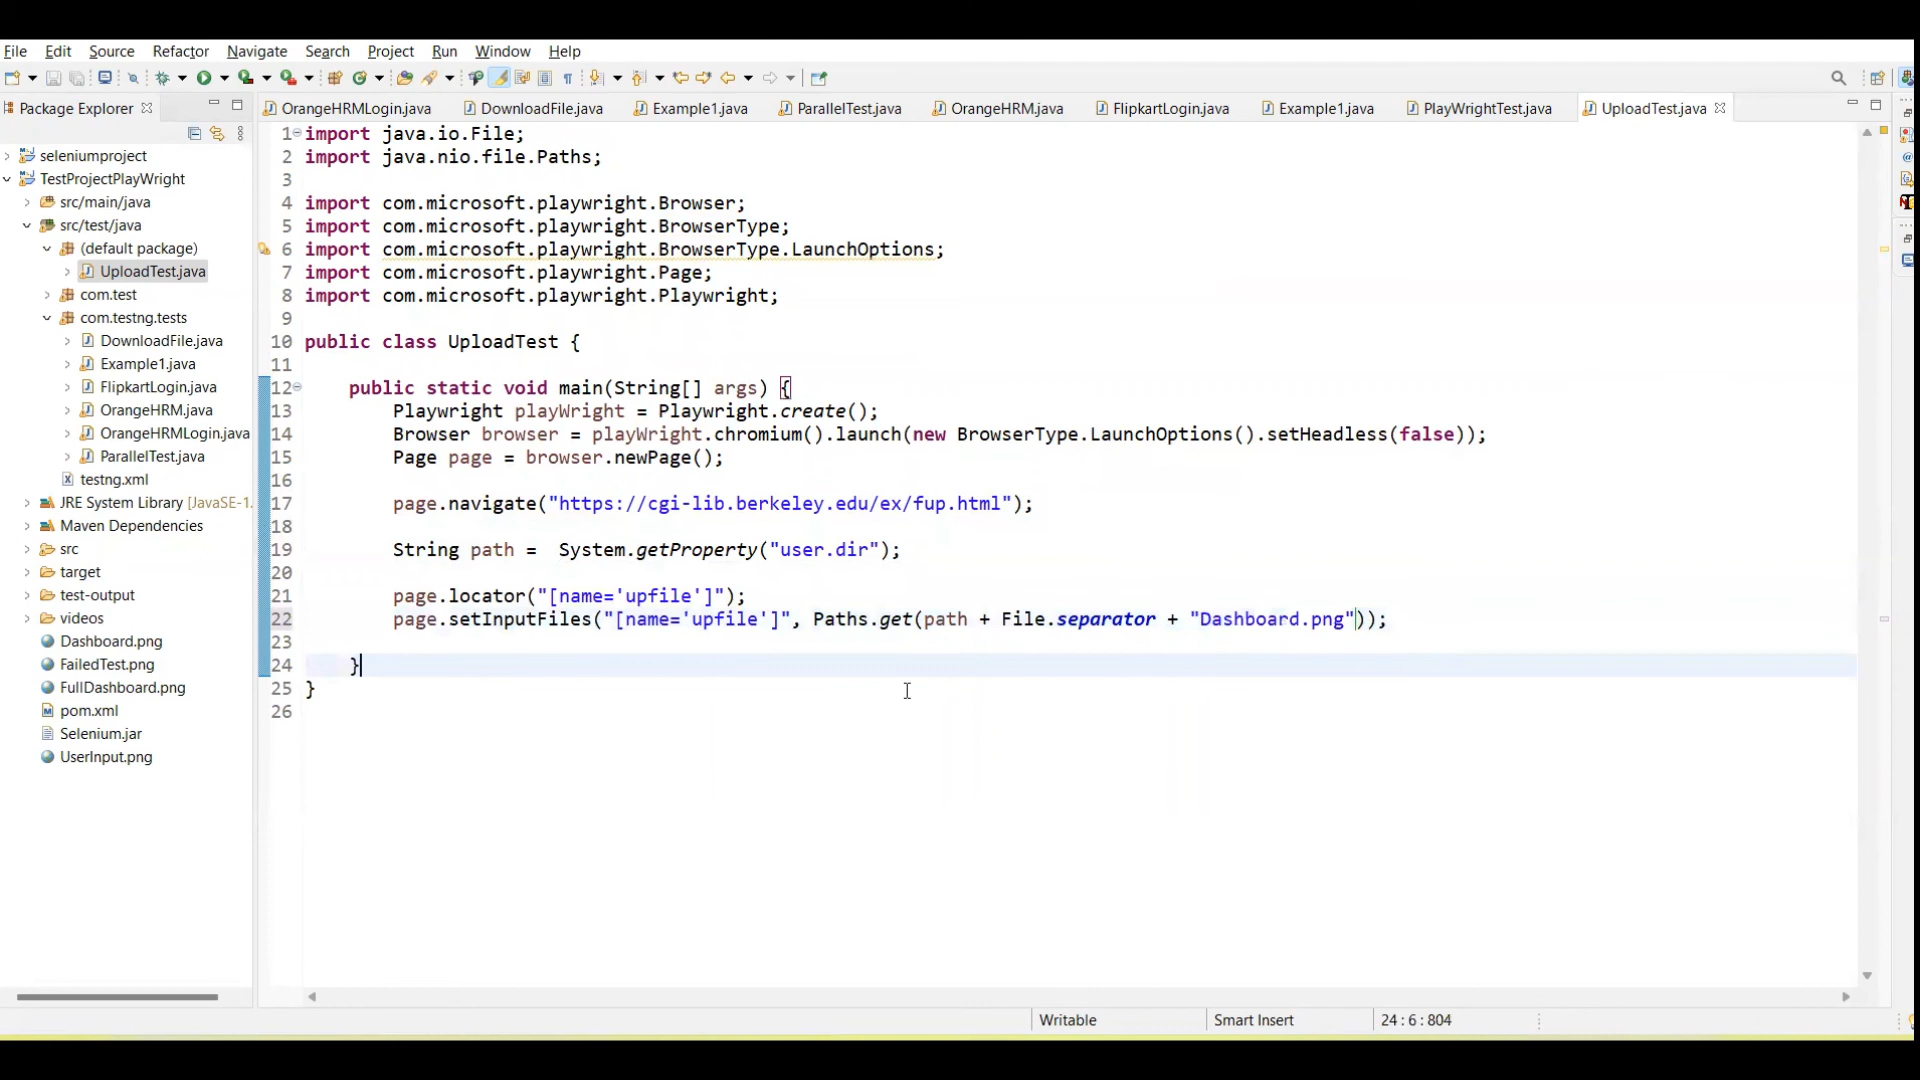 File Edit Source Refactor Navigate Search Project Run Window Help
Package Explorer
OrangeHRMLogin.java DownloadFile.java Example1.java ParallelTest.java OrangeHRM.java FlipkartLogin.java Example1.java PlayWrightTest.java UploadTest.java
seleniumproject
TestProjectPlayWright
src/main/java
src/test/java
(default package)
UploadTest.java
com.test
com.testng.tests
DownloadFile.java
Example1.java
FlipkartLogin.java
OrangeHRM.java
OrangeHRMLogin.java
ParallelTest.java
testng.xml
JRE System Library [JavaSE-1.
Maven Dependencies
src
target
test-output
videos
Dashboard.png
FailedTest.png
FullDashboard.png
pom.xml
Selenium.jar
UserInput.png
1 import java.io.File;
2 import java.nio.file.Paths;
3
4 import com.microsoft.playwright.Browser;
5 import com.microsoft.playwright.BrowserType;
6 import com.microsoft.playwright.BrowserType.LaunchOptions;
7 import com.microsoft.playwright.Page;
8 import com.microsoft.playwright.Playwright;
9
10 public class UploadTest {
11
12 public static void main(String[] args) {
13 Playwright playWright = Playwright.create();
14 Browser browser = playWright.chromium().launch(new BrowserType.LaunchOptions().setHeadless(false));
15 Page page = browser.newPage();
16
17 page.navigate("https://cgi-lib.berkeley.edu/ex/fup.html");
18
19 String path =  System.getProperty("user.dir");
20
21 page.locator("[name='upfile']");
22 page.setInputFiles("[name='upfile']", Paths.get(path + File.separator + "Dashboard.png"));
23
24 }
25 }
26
Writable Smart Insert 24 : 6 : 804